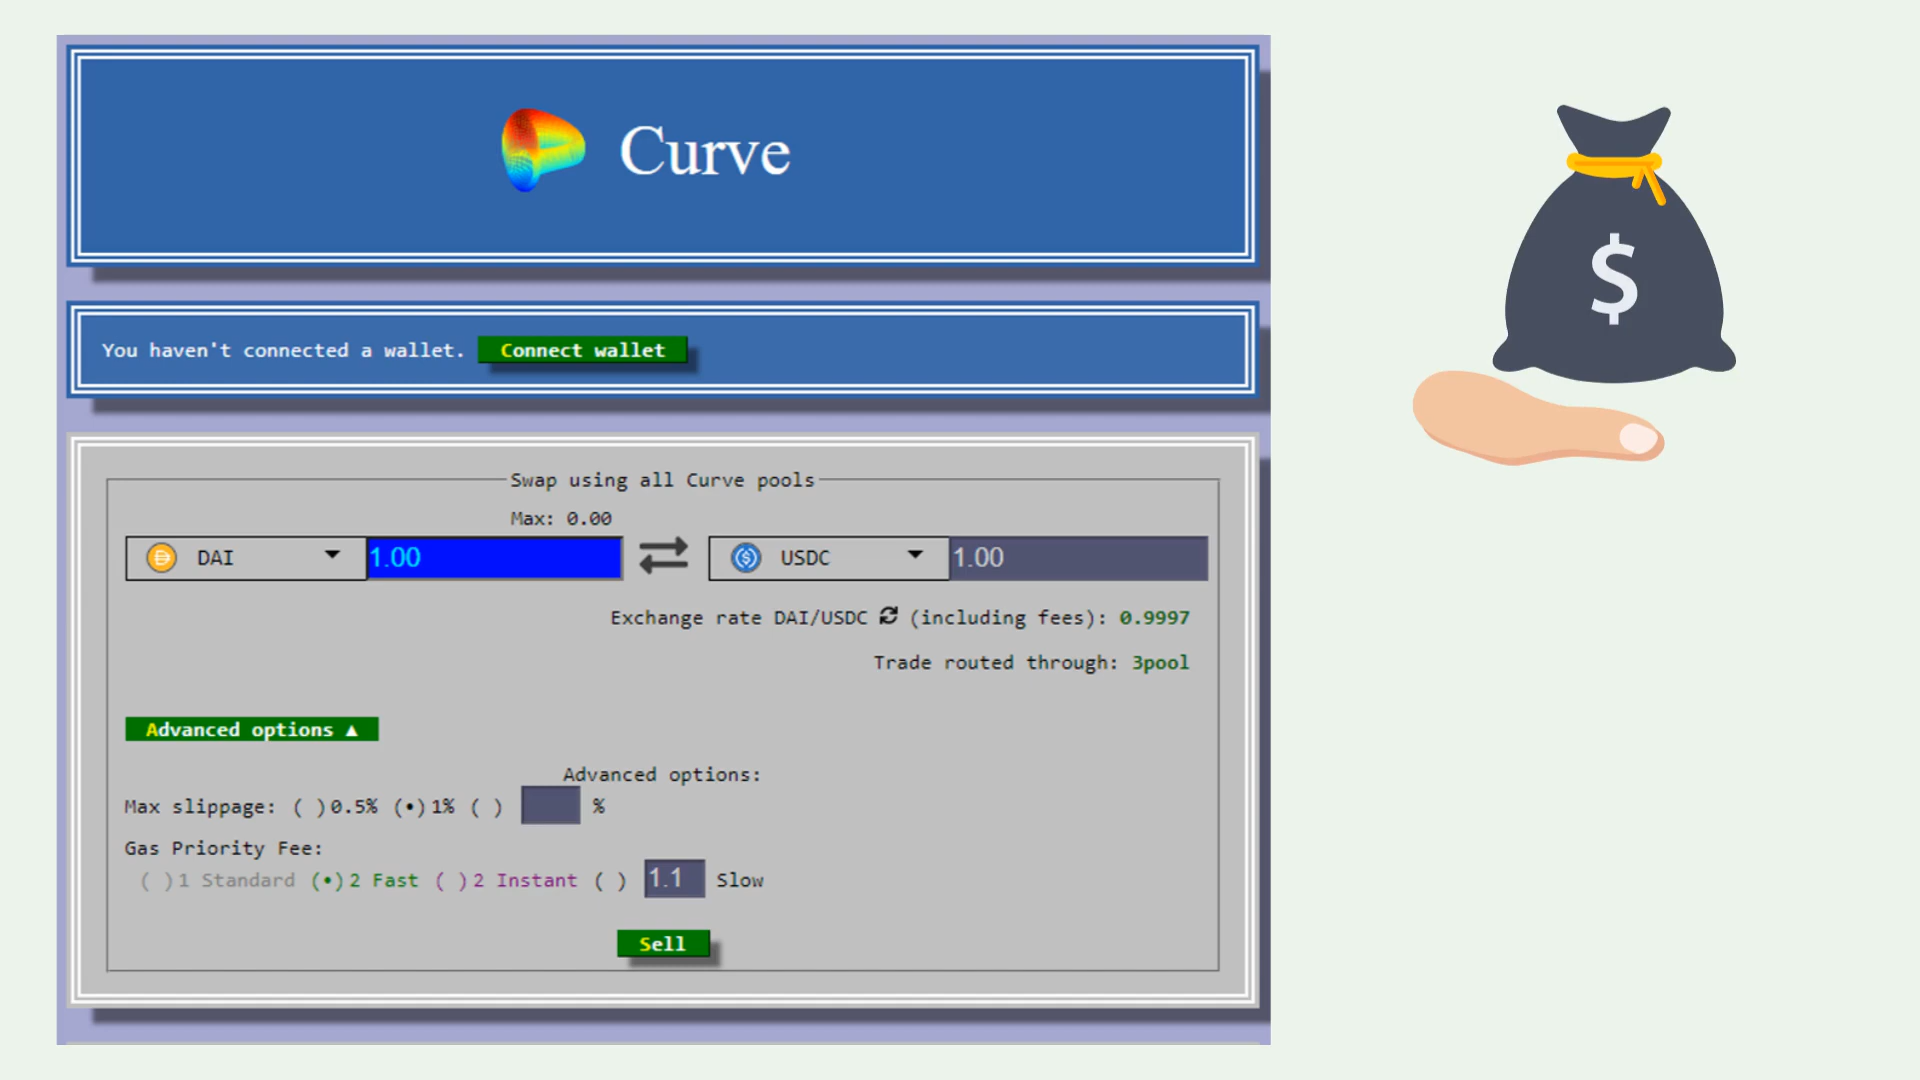 Curve
You haven't connected a wallet. Connect wallet
Swap using all Curve pools
Max: 0.00
DAI 1.00 USDC 1.00
Exchange rate DAI/USDC (including fees): 0.9997
Trade routed through: 3pool
Advanced options ▲
Advanced options:
Max slippage: ( )0.5% (•)1% ( ) %
Gas Priority Fee:
( )1 Standard (•)2 Fast ( )2 Instant ( ) 1.1 Slow
Sell
$